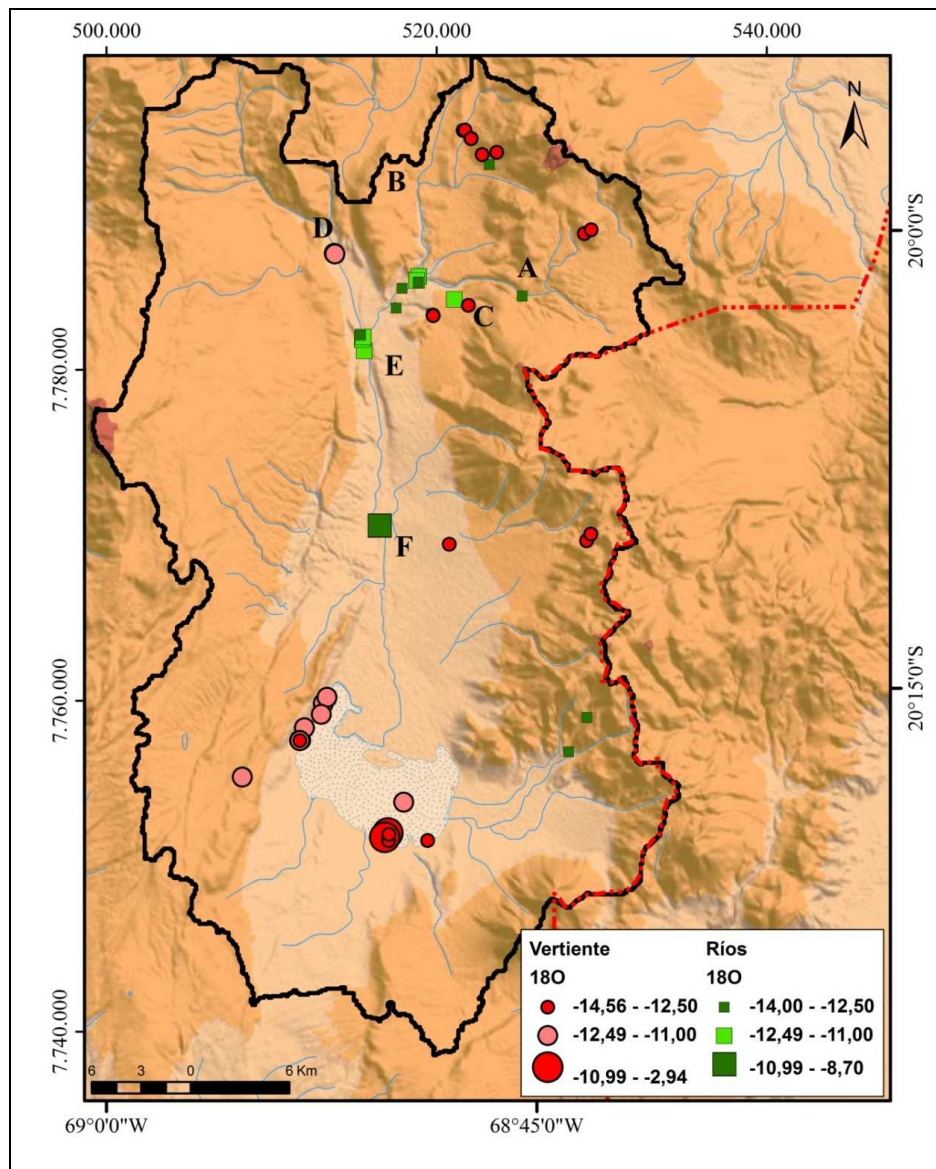 500.000 520.000 540.000
N
B
20°0'0"S
D
A
C
7.780.000
E
F
7.760.000
20°15'0"S
7.740.000
Vertiente Ríos
18O 18O
-14,56 - -12,50 -14,00 - -12,50
-12,49 - -11,00 -12,49 - -11,00
-10,99 - -2,94 -10,99 - -8,70
6 3 0 6 Km
69°0'0"W 68°45'0"W